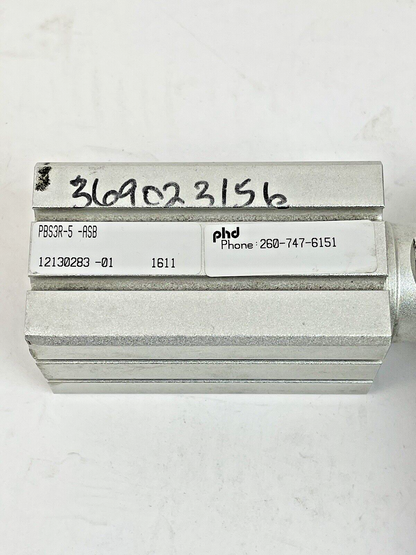 369023156
PBS3R-5 -ASB
12130283 -01 1611
phd
Phone: 260-747-6151